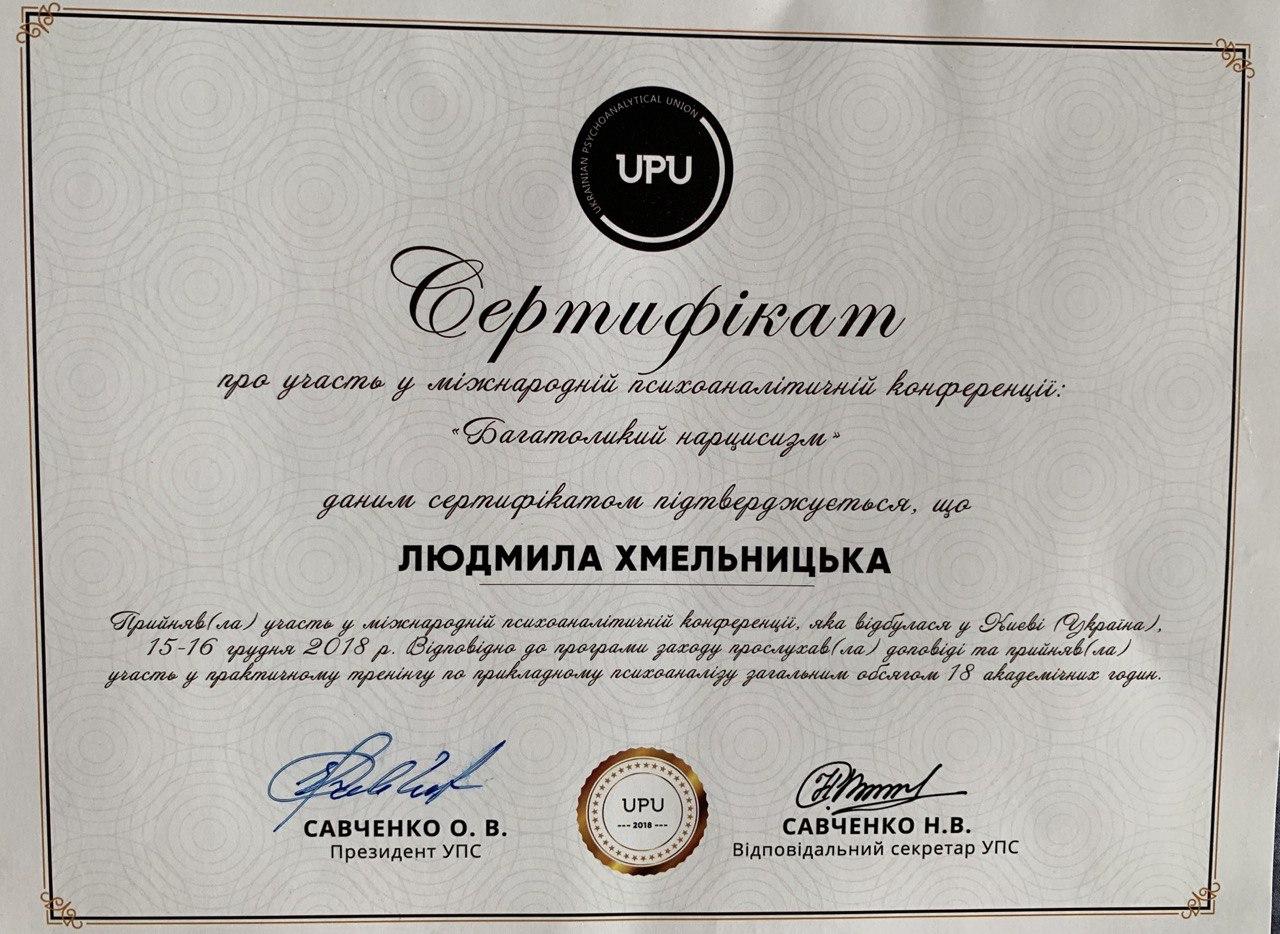 UKRAINIAN PSYCHOANALYTICAL UNION
UPU
Сертифікат
про участь у міжнародній психоаналітичній конференції:
"Багатоликий нарцисизм"
даним сертифікатом підтверджується, що
ЛЮДМИЛА ХМЕЛЬНИЦЬКА
Прийняв(ла) участь у міжнародній психоаналітичній конференції, яка відбулася у Києві (Україна),
15-16 грудня 2018 р. Відповідно до програми заходу прослухав(ла) доповіді та прийняв(ла)
участь у практичному тренінгу по прикладному психоаналізу загальним обсягом 18 академічних годин.
САВЧЕНКО О. В.
Президент УПС
UPU
--- 2018 ---
САВЧЕНКО Н.В.
Відповідальний секретар УПС